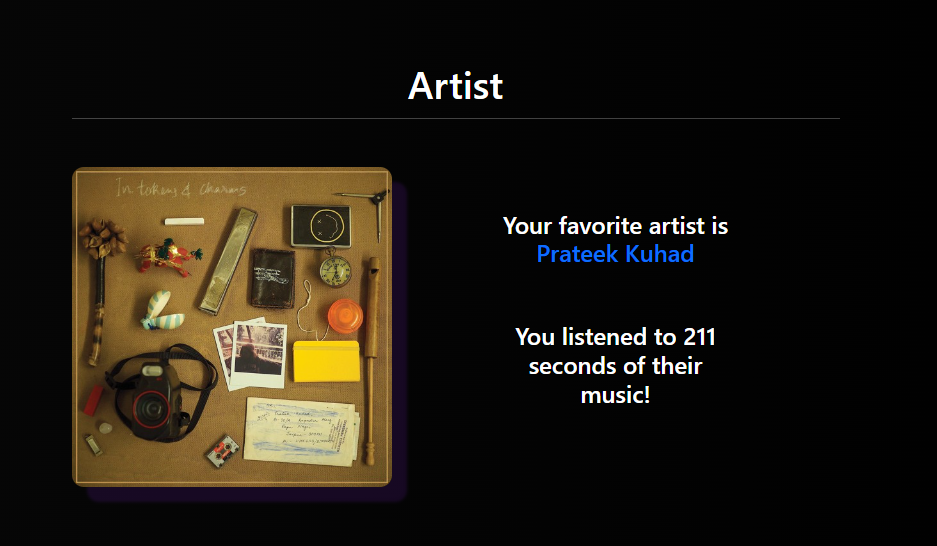 Artist
In tokens & charms
Your favorite artist is
Prateek Kuhad
You listened to 211
seconds of their
music!